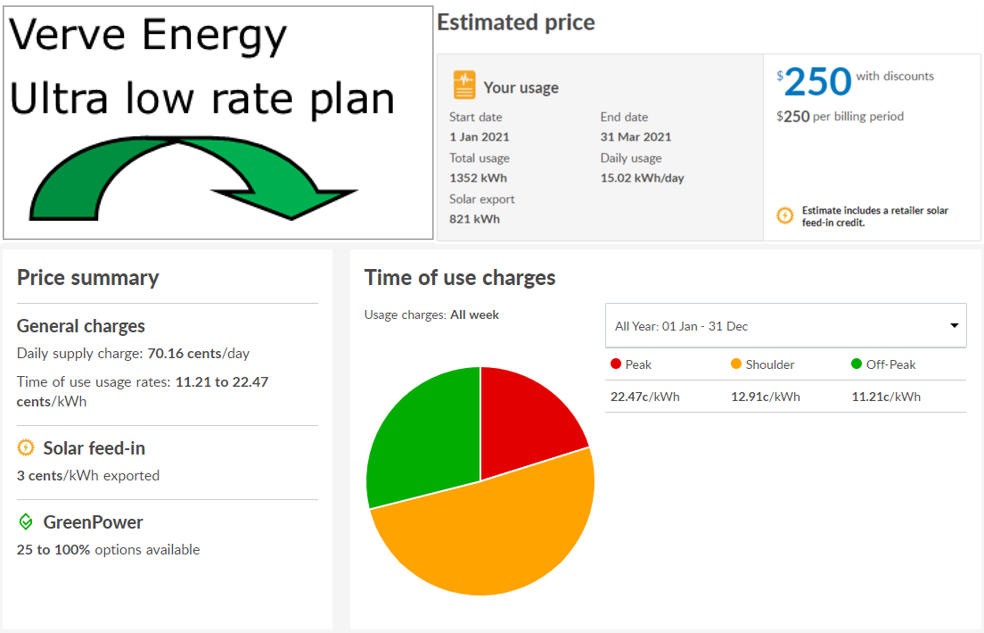 Verve Energy
Ultra low rate plan
Estimated price
Your usage
Start date
1 Jan 2021
Total usage
1352 kWh
Solar export
821 kWh
End date
31 Mar 2021
Daily usage
15.02 kWh/day
$250 with discounts
$250 per billing period
Estimate includes a retailer solar
feed-in credit.
Price summary
General charges
Daily supply charge: 70.16 cents/day
Time of use usage rates: 11.21 to 22.47
cents/kWh
Solar feed-in
3 cents/kWh exported
GreenPower
25 to 100% options available
Time of use charges
Usage charges: All week
All Year: 01 Jan - 31 Dec
Peak Shoulder Off-Peak
22.47c/kWh 12.91c/kWh 11.21c/kWh